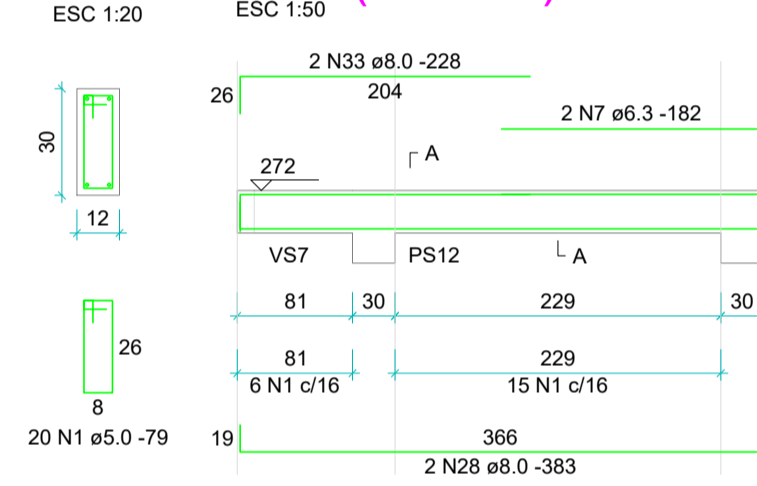 ESC 1:20
ESC 1:50
2 N33 ø8.0 -228
26
204
2 N7 ø6.3 -182
A
30
272
12
VS7
PS12
A
81
30
229
30
26
81
229
6 N1 c/16
15 N1 c/16
8
20 N1 ø5.0 -79
19
366
2 N28 ø8.0 -383